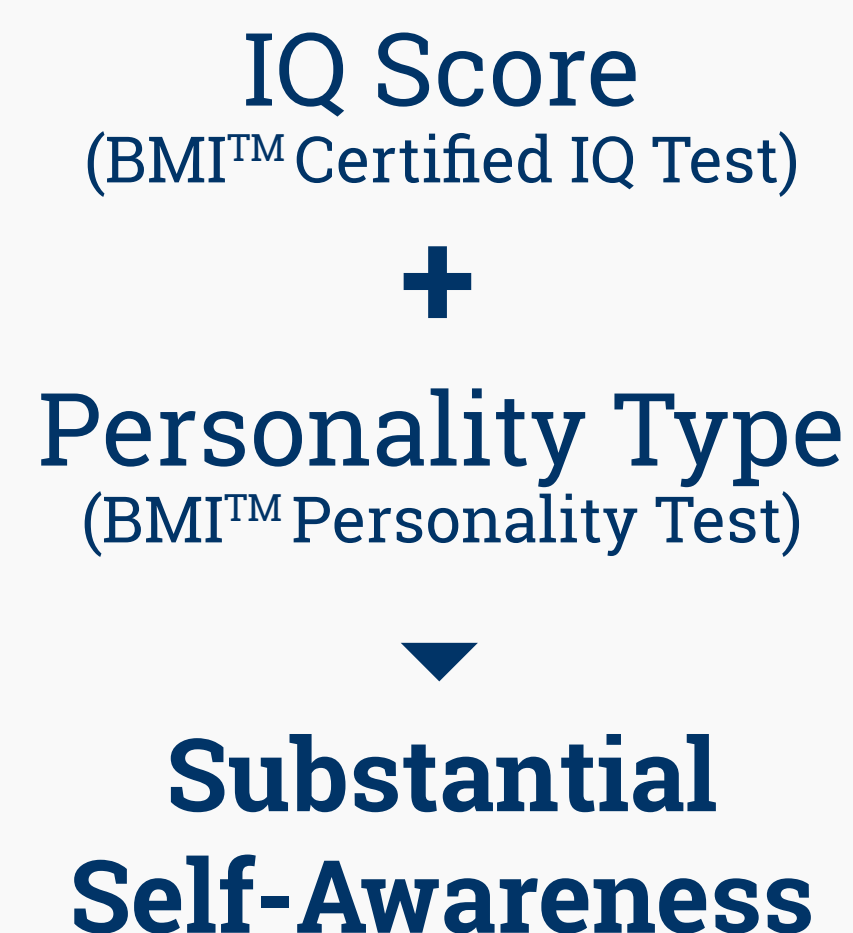 IQ Score
(BMI™ Certified IQ Test)
+
Personality Type
(BMI™ Personality Test)
Substantial
Self-Awareness